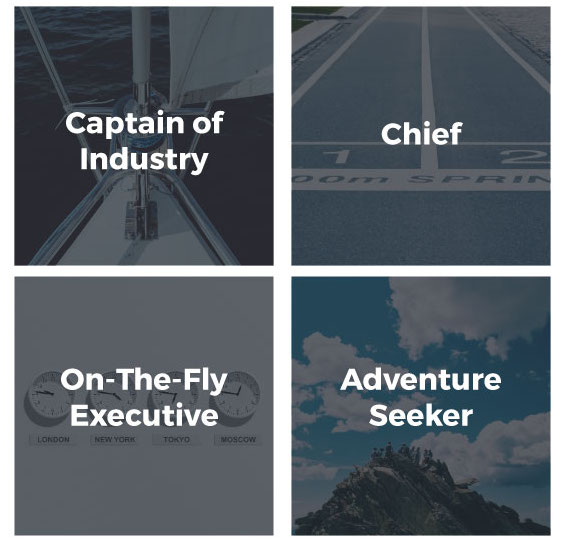 Captain of
Industry
Chief
1 2
00m SPRIN
On-The-Fly
Executive
LONDON NEW YORK TOKYO MOSCOW
Adventure
Seeker